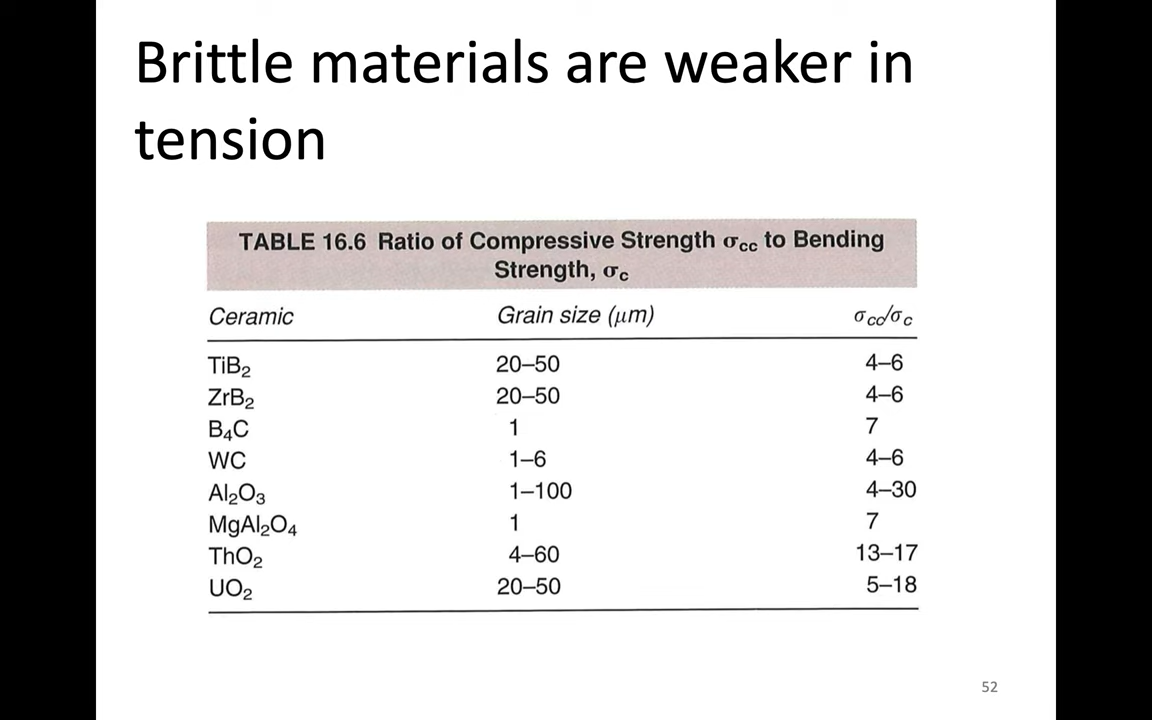 Brittle materials are weaker in
tension
TABLE 16.6 Ratio of Compressive Strength σcc to Bending
Strength, σc
Ceramic Grain size (μm) σcc/σc
TiB2 20–50 4–6
ZrB2 20–50 4–6
B4C 1 7
WC 1–6 4–6
Al2O3 1–100 4–30
MgAl2O4 1 7
ThO2 4–60 13–17
UO2 20–50 5–18
52